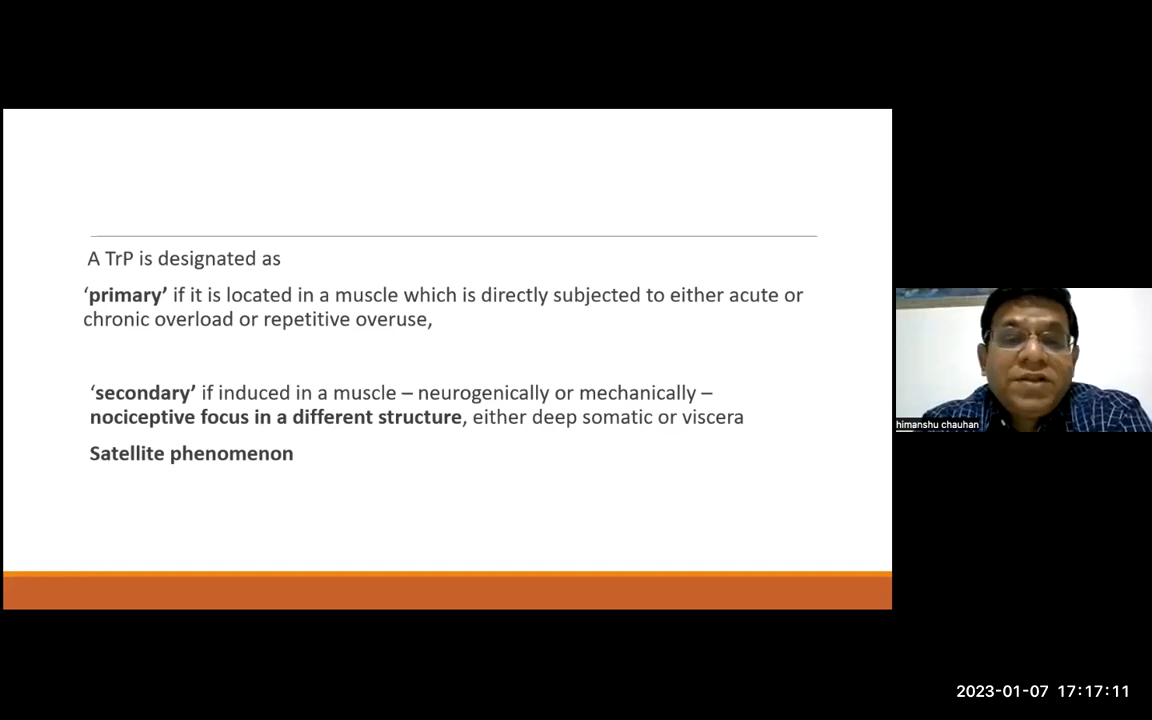 A TrP is designated as
‘primary’ if it is located in a muscle which is directly subjected to either acute or
chronic overload or repetitive overuse,
‘secondary’ if induced in a muscle – neurogenically or mechanically –
nociceptive focus in a different structure, either deep somatic or viscera
Satellite phenomenon
himanshu chauhan
2023-01-07 17:17:11